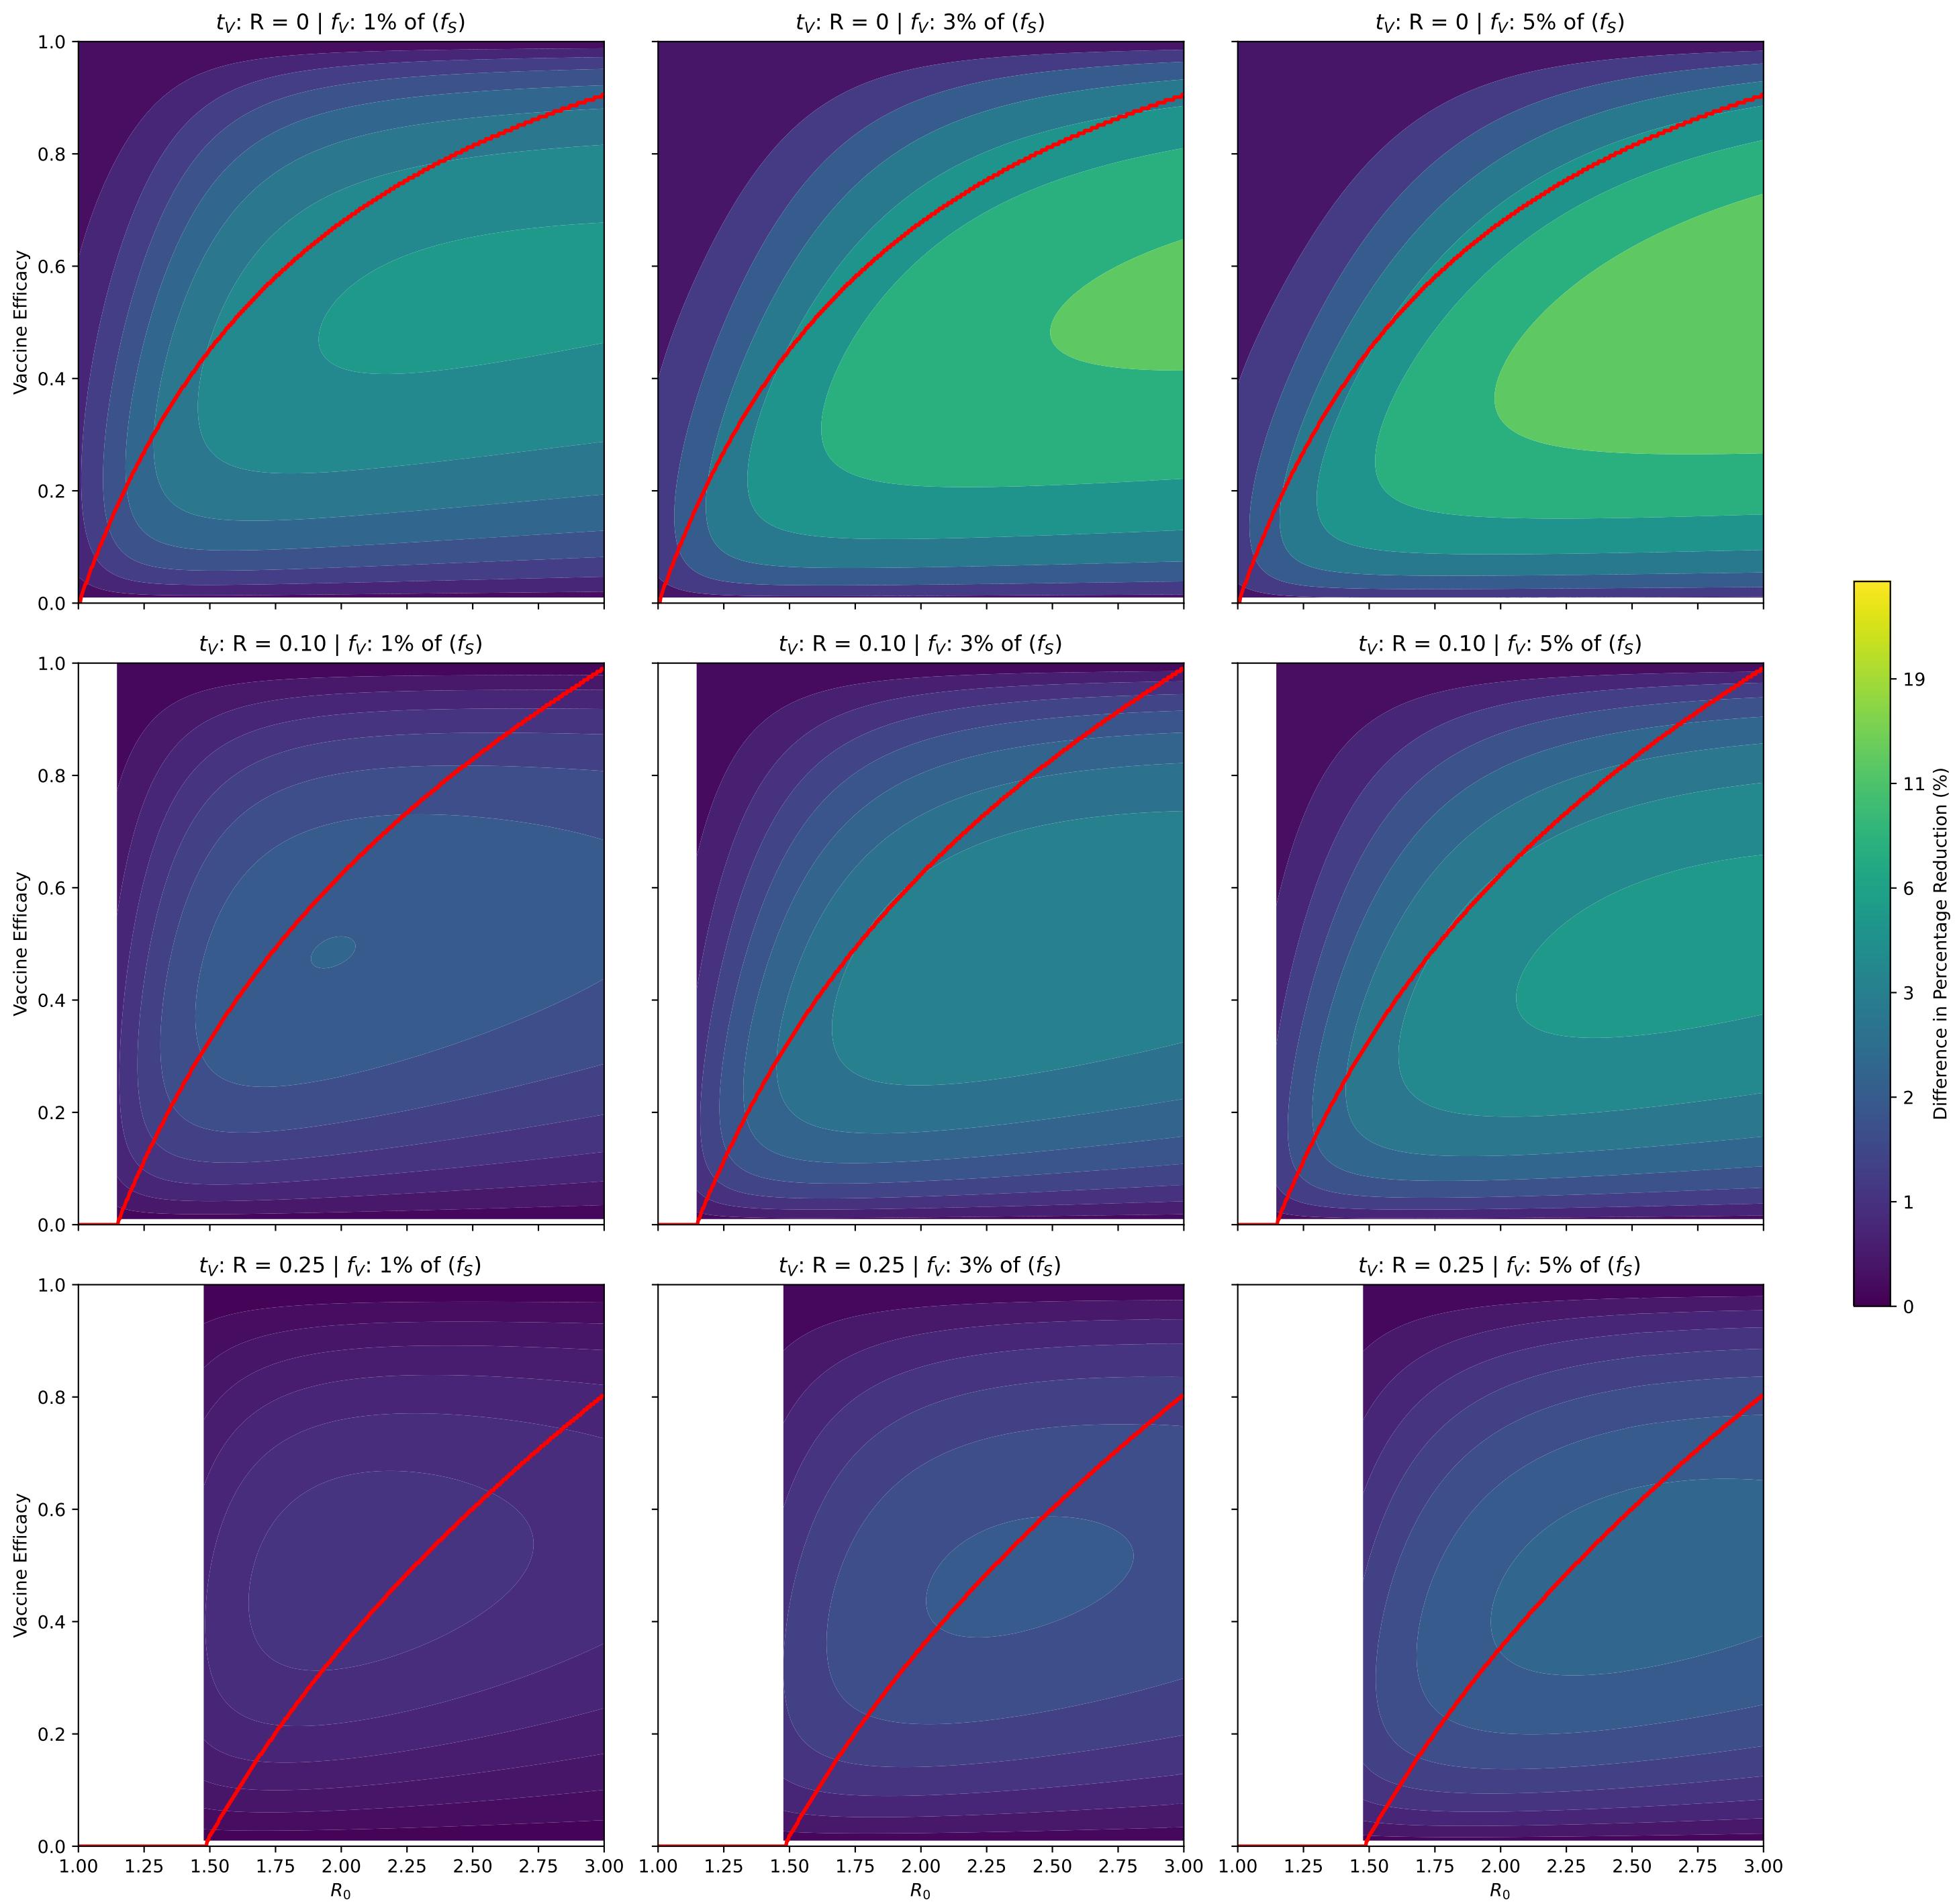 t_V: R = 0 | f_V: 1% of (f_S)
t_V: R = 0 | f_V: 3% of (f_S)
t_V: R = 0 | f_V: 5% of (f_S)
1.0
0.8
0.6
0.4
0.2
0.0
Vaccine Efficacy
t_V: R = 0.10 | f_V: 1% of (f_S)
t_V: R = 0.10 | f_V: 3% of (f_S)
t_V: R = 0.10 | f_V: 5% of (f_S)
1.0
0.8
0.6
0.4
0.2
0.0
Vaccine Efficacy
t_V: R = 0.25 | f_V: 1% of (f_S)
t_V: R = 0.25 | f_V: 3% of (f_S)
t_V: R = 0.25 | f_V: 5% of (f_S)
1.0
0.8
0.6
0.4
0.2
0.0
Vaccine Efficacy
1.00 1.25 1.50 1.75 2.00 2.25 2.50 2.75 3.00
R_0
1.00 1.25 1.50 1.75 2.00 2.25 2.50 2.75 3.00
R_0
1.00 1.25 1.50 1.75 2.00 2.25 2.50 2.75 3.00
R_0
19
11
6
3
2
1
0
Difference in Percentage Reduction (%)